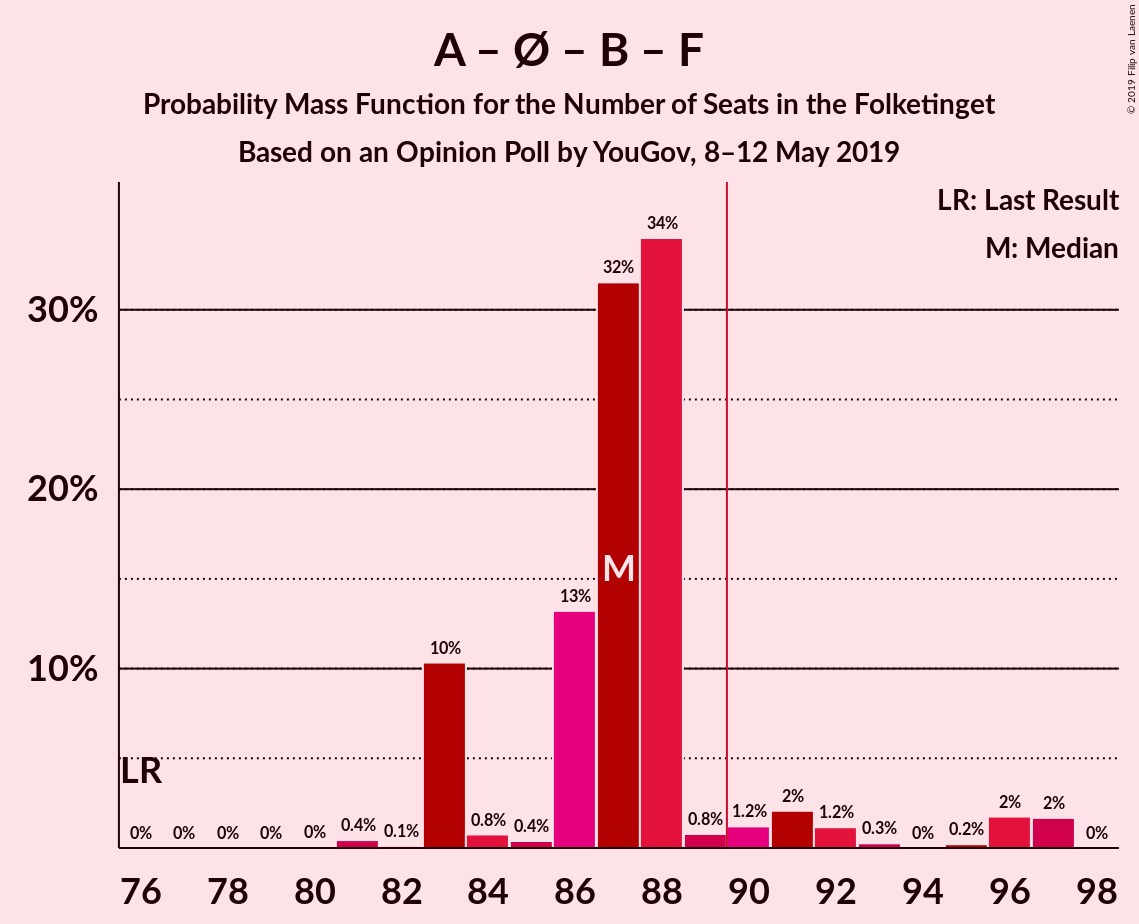 A – Ø – B – F
Probability Mass Function for the Number of Seats in the Folketinget
Based on an Opinion Poll by YouGov, 8–12 May 2019
© 2019 Filip van Laenen
LR: Last Result
M: Median
30%
20%
10%
LR
M
0%
0%
0%
0%
0%
0.4%
0.1%
10%
0.8%
0.4%
13%
32%
34%
0.8%
1.2%
2%
1.2%
0.3%
0%
0.2%
2%
2%
0%
76 78 80 82 84 86 88 90 92 94 96 98